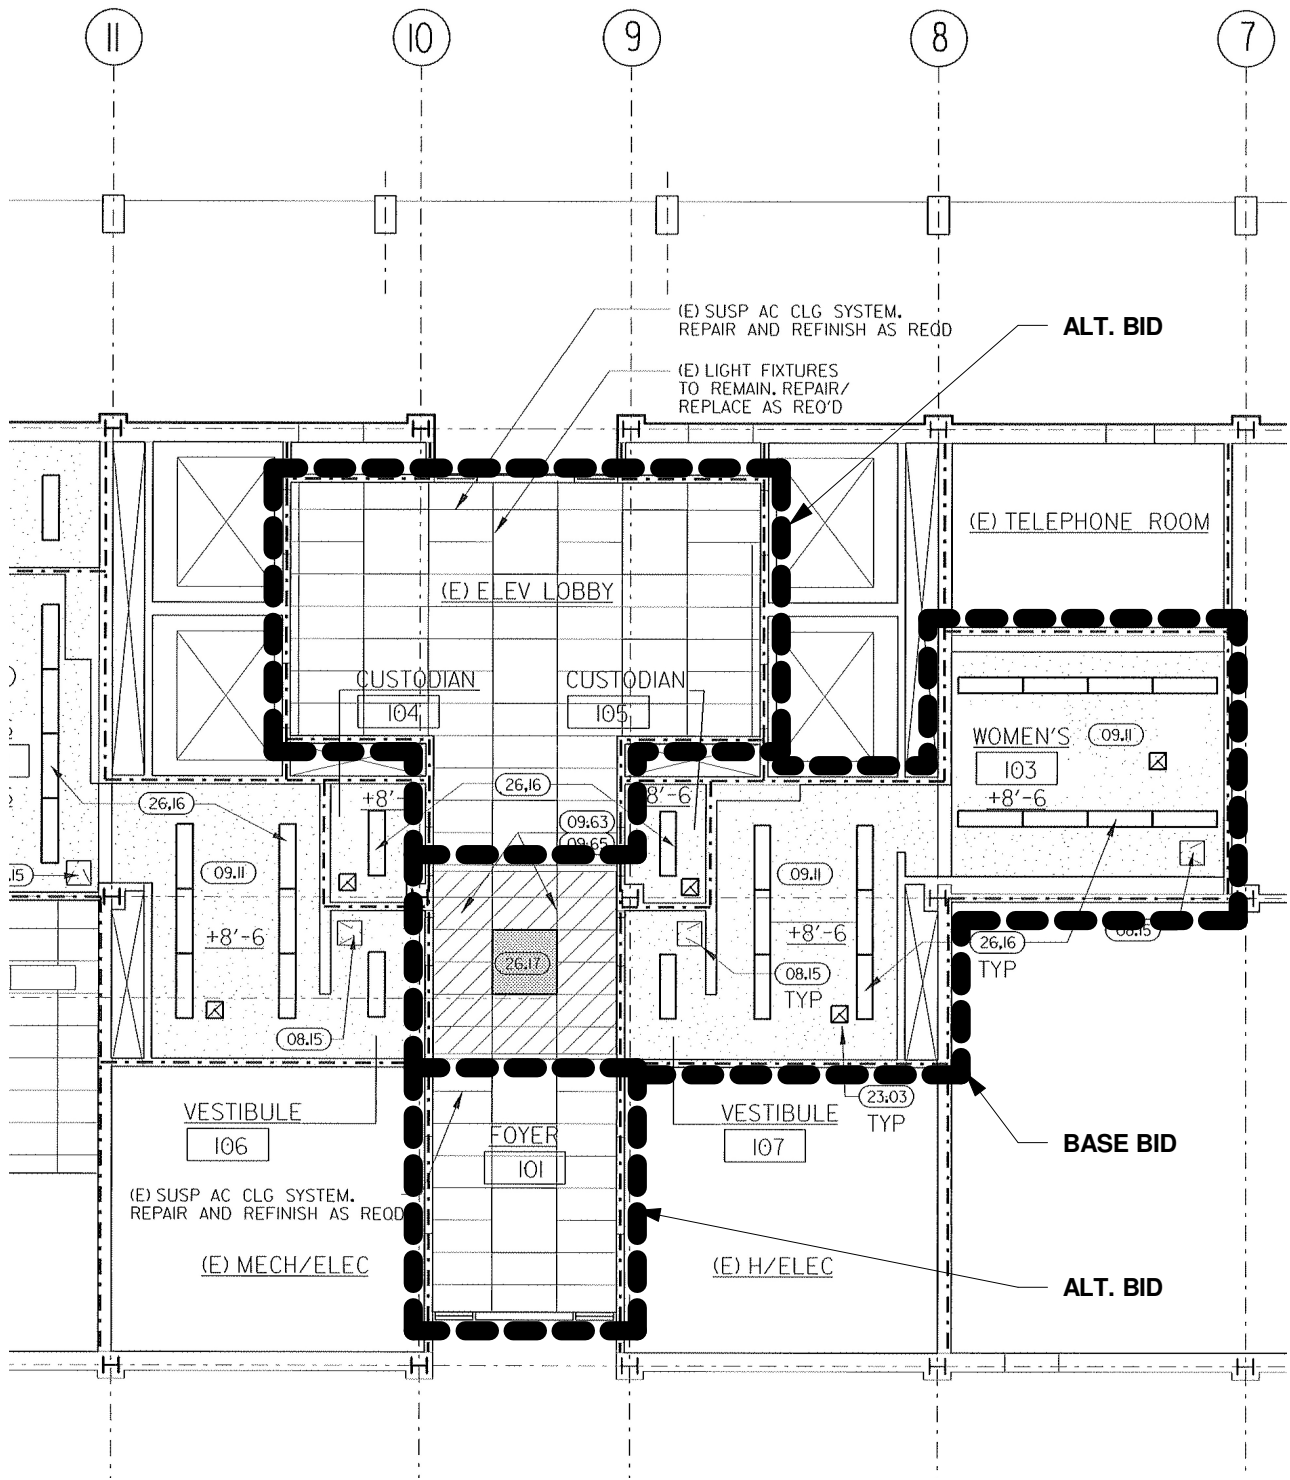 11 10 9 8 7
(E) SUSP AC CLG SYSTEM.
REPAIR AND REFINISH AS REQD
ALT. BID
(E) LIGHT FIXTURES
TO REMAIN. REPAIR/
REPLACE AS REQ'D
(E) TELEPHONE ROOM
(E) ELEV LOBBY
CUSTODIAN
104
CUSTODIAN
105
WOMEN'S
103
+8'-6
09.11
26,16
+8'-
26,16
8'-6
09.63
09.65
.15
09.11
+8'-6
09.11
+8'-6
26.17
08.15
TYP
26,16
TYP
08.15
08.15
23.03
TYP
VESTIBULE
106
FOYER
101
VESTIBULE
107
BASE BID
(E) SUSP AC CLG SYSTEM.
REPAIR AND REFINISH AS REQD
(E) MECH/ELEC
(E) H/ELEC
ALT. BID